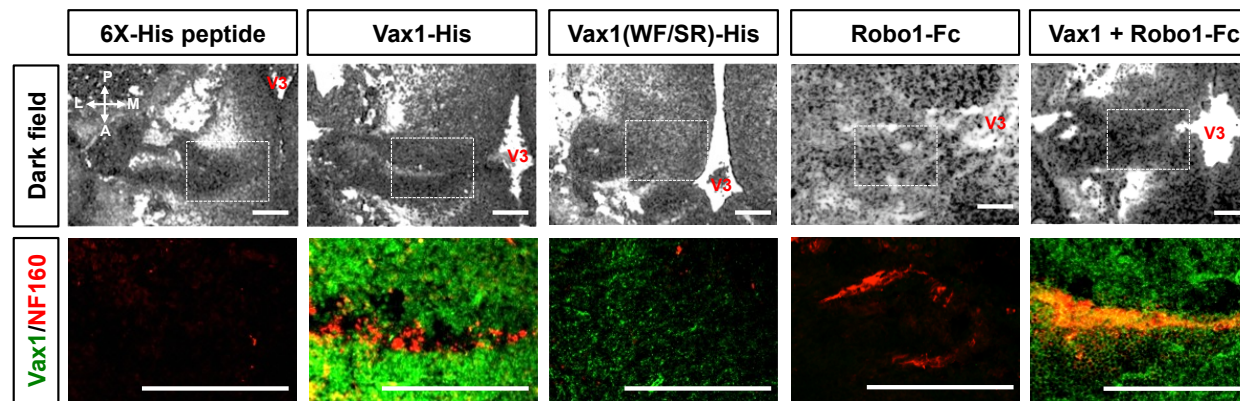 6X-His peptide
Vax1-His
Vax1(WF/SR)-His
Robo1-Fc
Vax1 + Robo1-Fc
Dark field
P
L
M
A
V3
V3
V3
V3
V3
Vax1/NF160